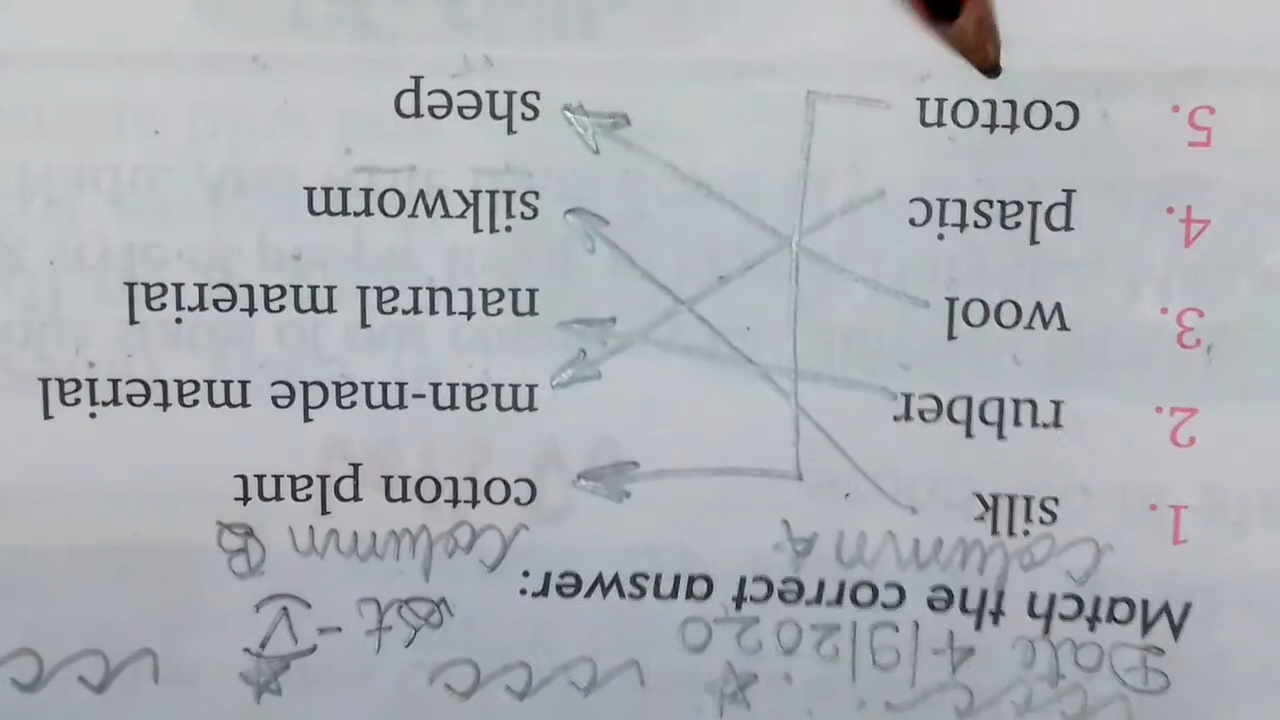 Date 4/9/2020 st - V
Match the correct answer:
Column A Column B
1. silk cotton plant
2. rubber man-made material
3. wool natural material
4. plastic silkworm
5. cotton sheep